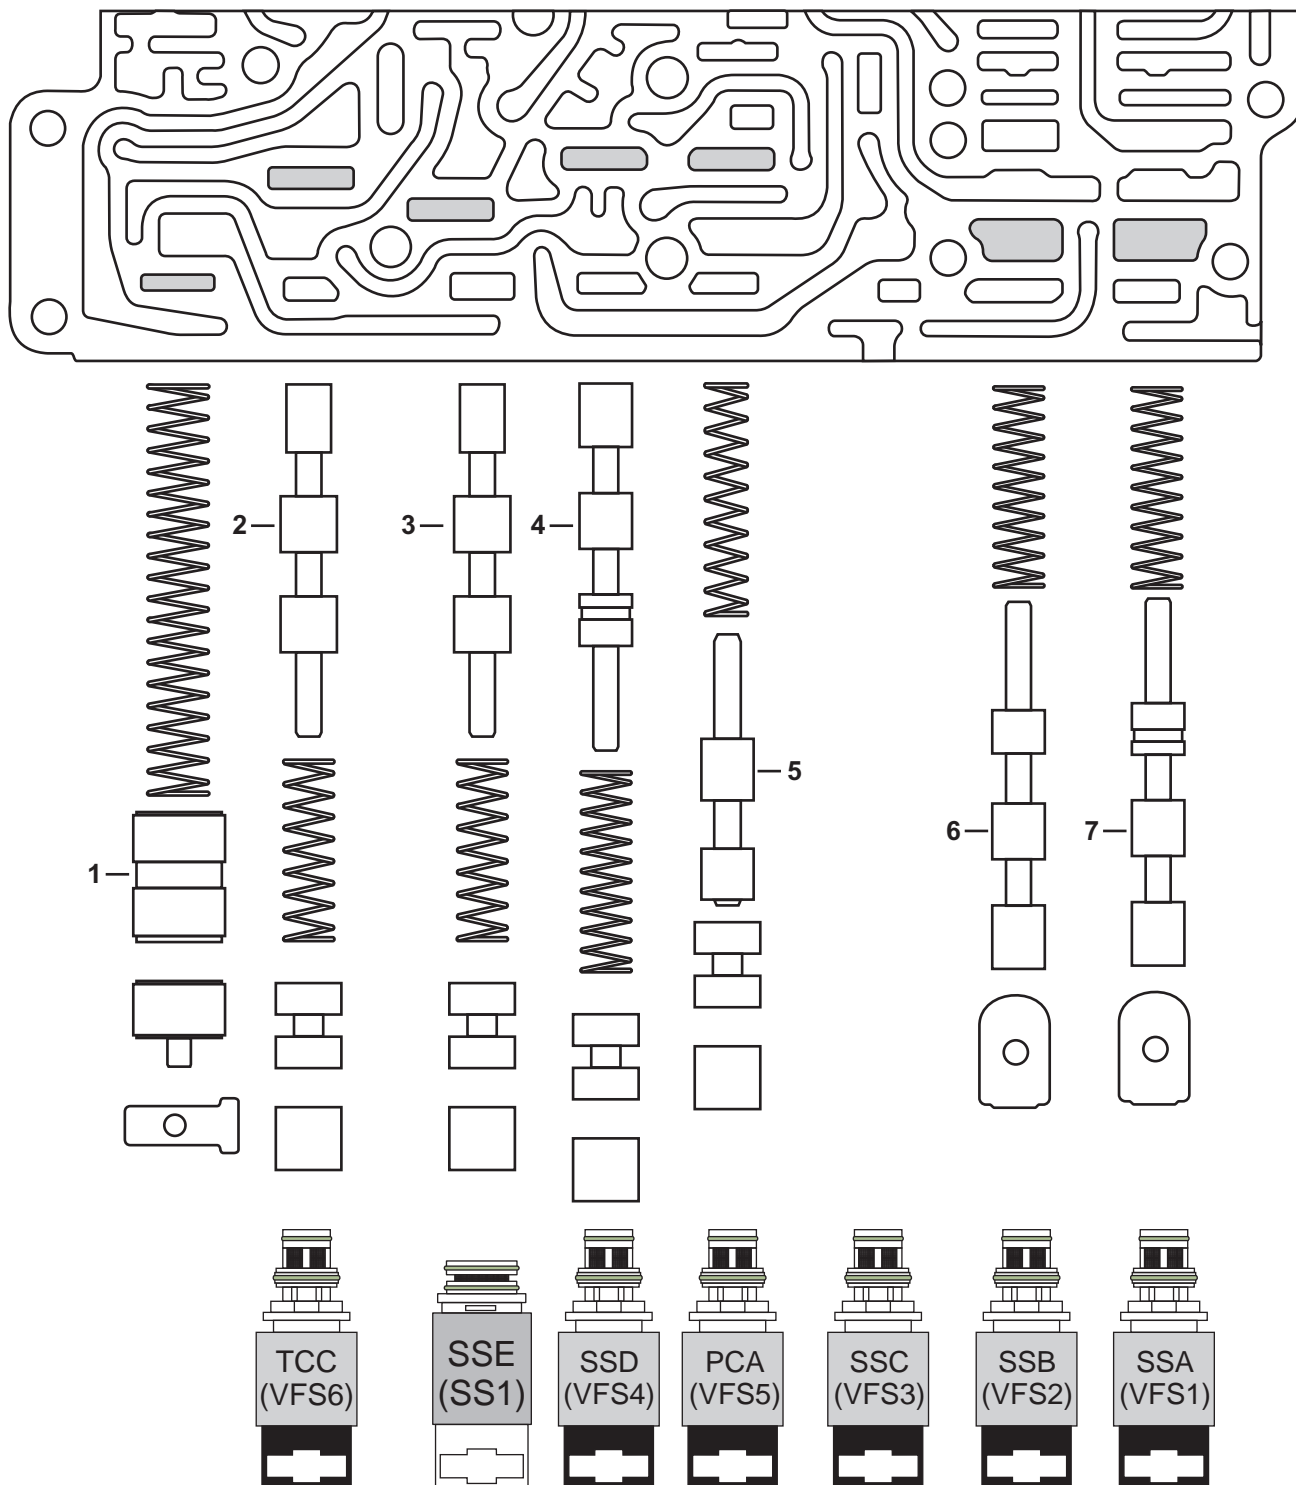 2
3
4
5
6
7
1
TCC
(VFS6)
SSE
(SS1)
SSD
(VFS4)
PCA
(VFS5)
SSC
(VFS3)
SSB
(VFS2)
SSA
(VFS1)